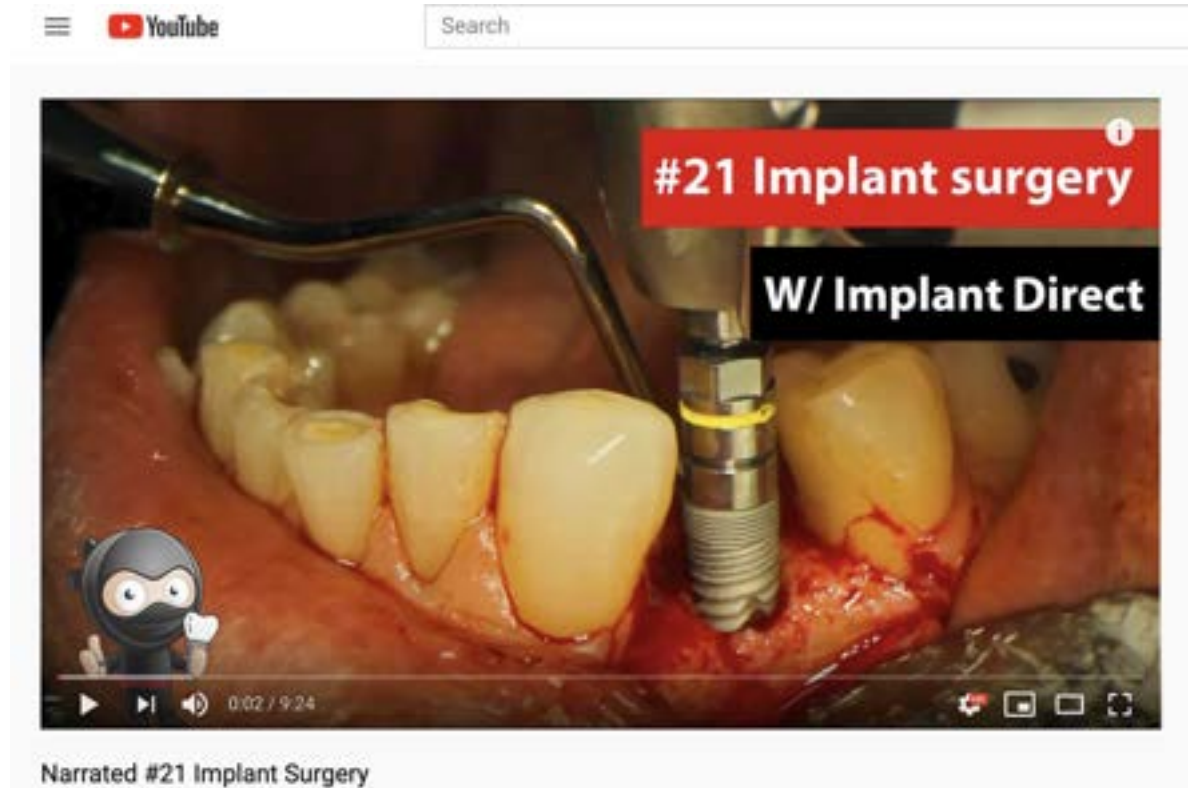 YouTube
Search
#21 Implant surgery
W/ Implant Direct
0:02 / 9:24
Narrated #21 Implant Surgery